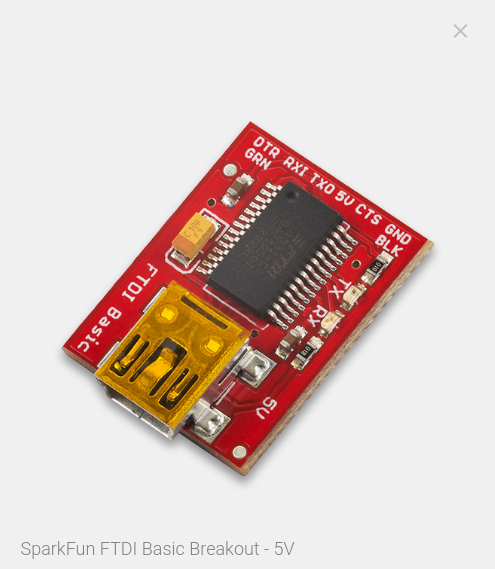 DTR RXI TXO 5V CTS GND
GRN
BLK
FTDI Basic
TX
RX
5V
SparkFun FTDI Basic Breakout - 5V